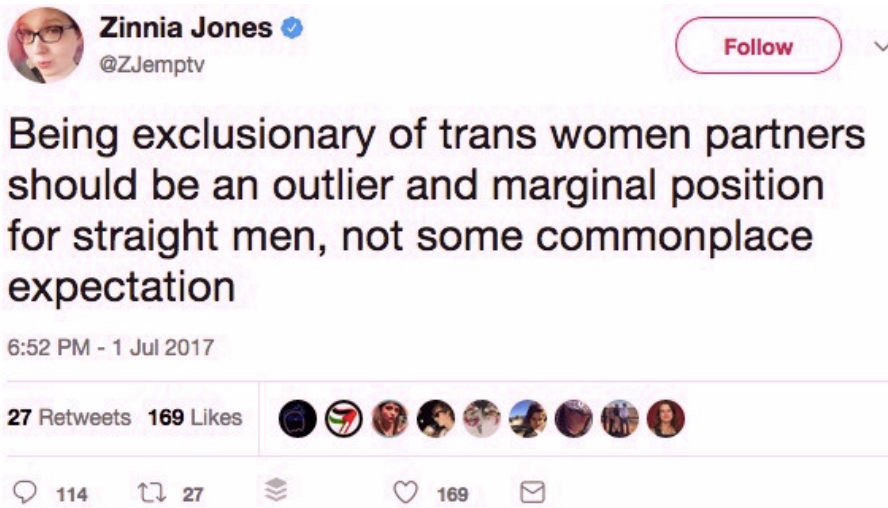 Zinnia Jones
@ZJemptv
Follow
Being exclusionary of trans women partners
should be an outlier and marginal position
for straight men, not some commonplace
expectation
6:52 PM - 1 Jul 2017
27 Retweets 169 Likes
114 27 169